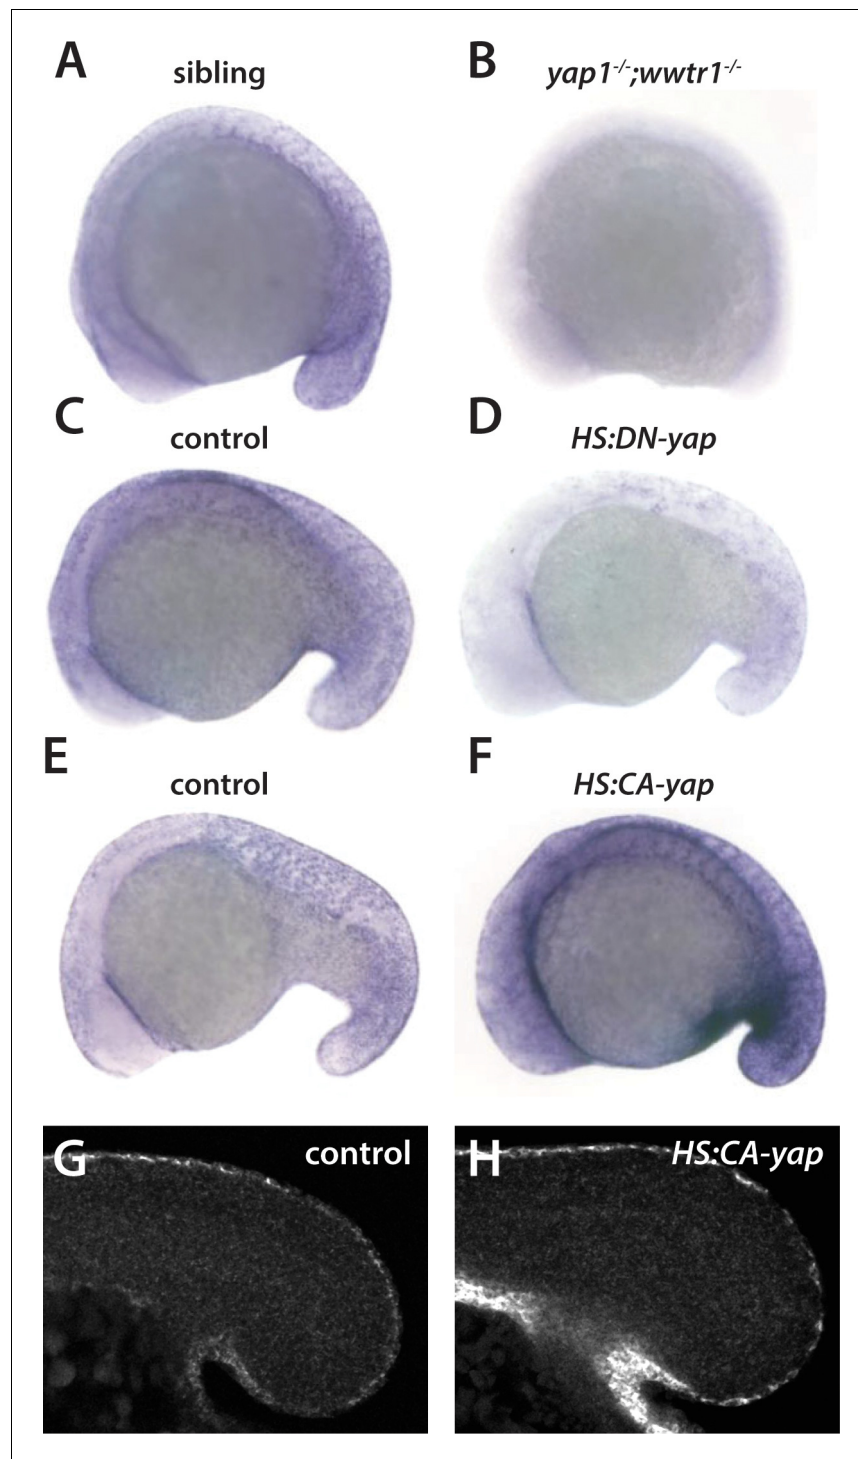 A
sibling
B
yap1-/-;wwtr1-/-
C
control
D
HS:DN-yap
E
control
F
HS:CA-yap
G
control
H
HS:CA-yap